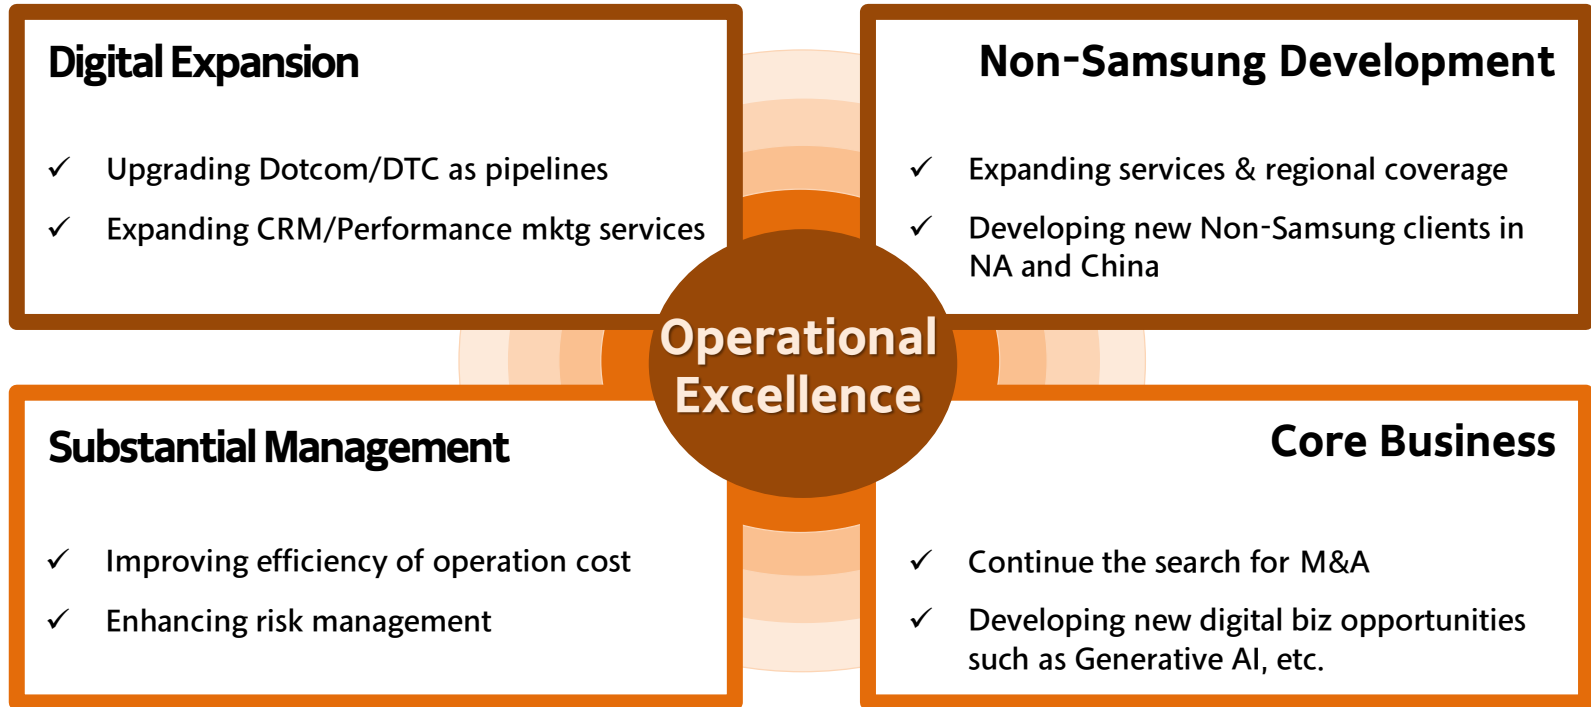 Digital Expansion
✓ Upgrading Dotcom/DTC as pipelines
✓ Expanding CRM/Performance mktg services
Non-Samsung Development
✓ Expanding services & regional coverage
✓ Developing new Non-Samsung clients in
NA and China
Operational
Excellence
Substantial Management
✓ Improving efficiency of operation cost
✓ Enhancing risk management
Core Business
✓ Continue the search for M&A
✓ Developing new digital biz opportunities
such as Generative AI, etc.